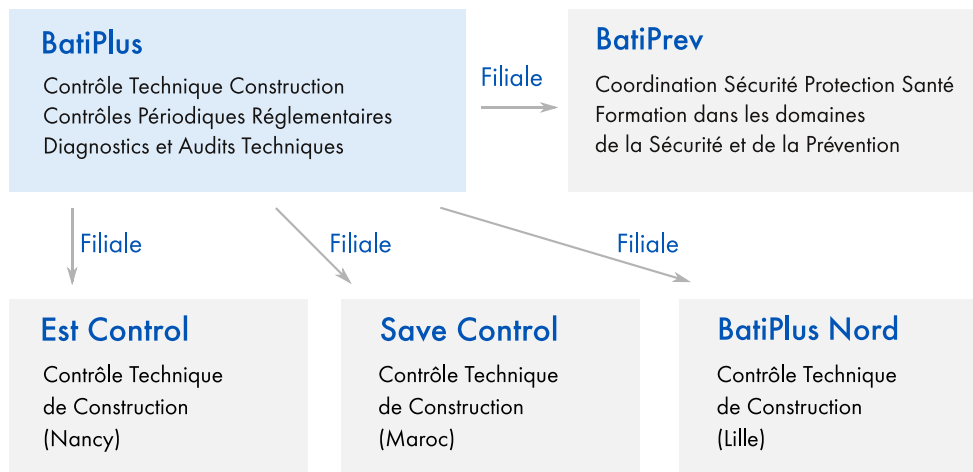 BatiPlus
Contrôle Technique Construction
Contrôles Périodiques Réglementaires
Diagnostics et Audits Techniques
Filiale
BatiPrev
Coordination Sécurité Protection Santé
Formation dans les domaines
de la Sécurité et de la Prévention
Filiale
Filiale
Filiale
Est Control
Contrôle Technique
de Construction
(Nancy)
Save Control
Contrôle Technique
de Construction
(Maroc)
BatiPlus Nord
Contrôle Technique
de Construction
(Lille)